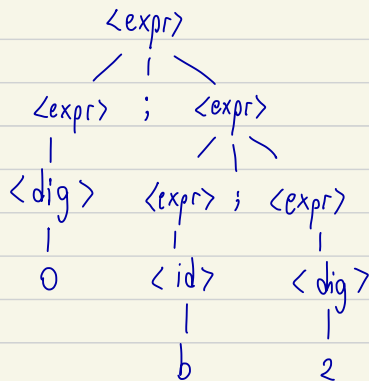 <expr>
<expr> ; <expr>
<dig> <expr> ; <expr>
0 <id> <dig>
b 2